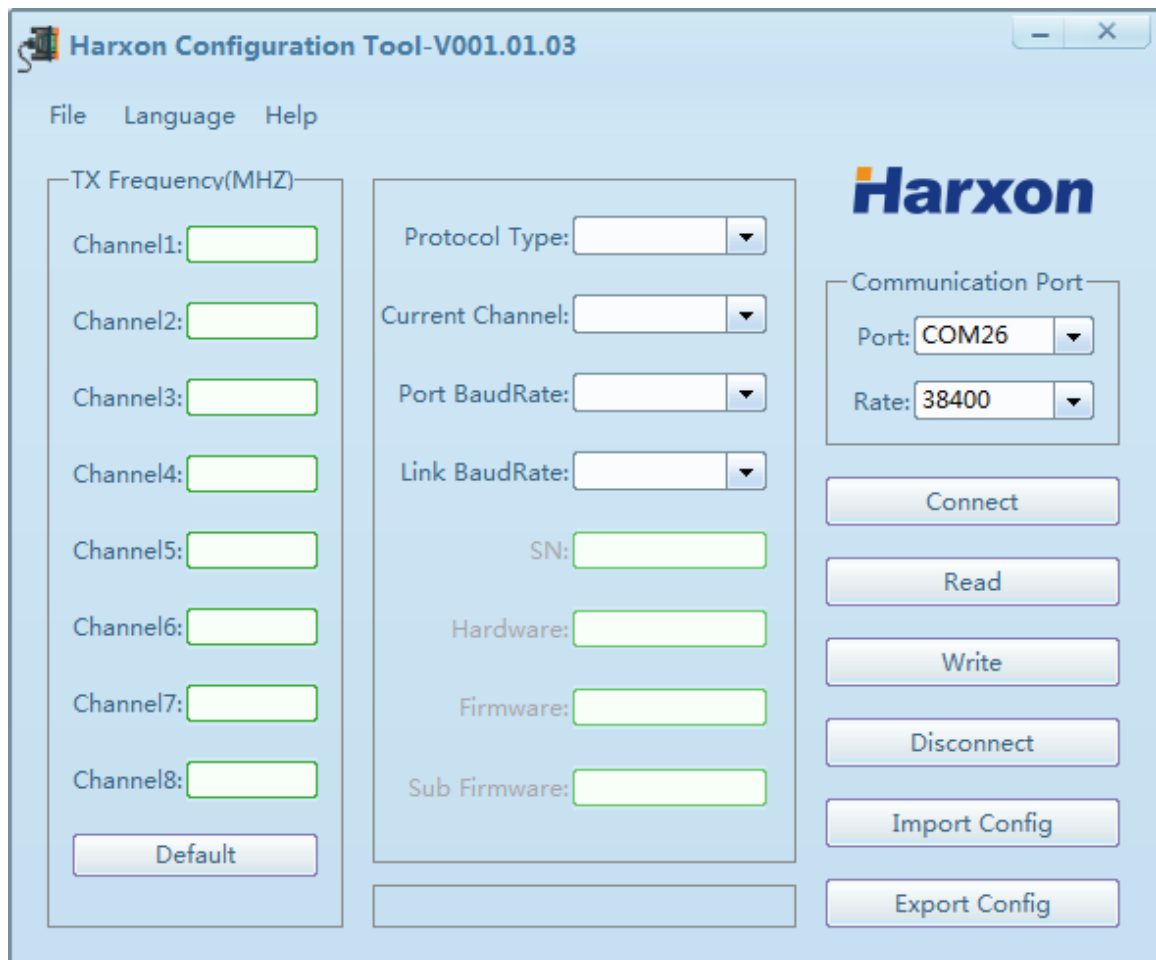 Harxon Configuration Tool-V001.01.03
File Language Help
TX Frequency(MHZ)
Channel1:
Channel2:
Channel3:
Channel4:
Channel5:
Channel6:
Channel7:
Channel8:
Default
Protocol Type:
Current Channel:
Port BaudRate:
Link BaudRate:
SN:
Hardware:
Firmware:
Sub Firmware:
Harxon
Communication Port
Port: COM26
Rate: 38400
Connect
Read
Write
Disconnect
Import Config
Export Config